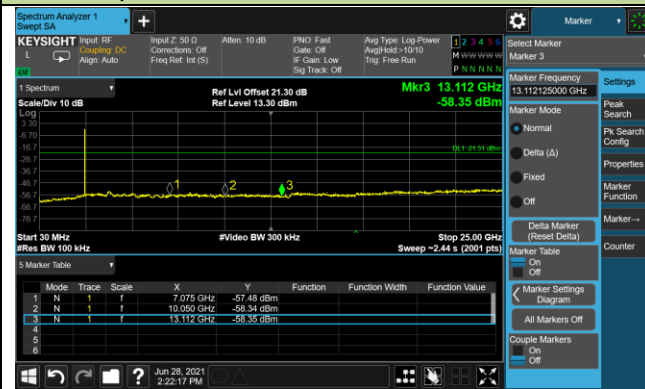 Spectrum Analyzer 1
Swept SA
Marker
KEYSIGHT
L
Input: RF
Coupling: DC
Align: Auto
Input Z: 50 Ω
Corrections: Off
Freq Ref: Int (S)
Atten: 10 dB
PNO: Fast
Gate: Off
IF Gain: Low
Sig Track: Off
Avg Type: Log-Power
Avg|Hold:>10/10
Trig: Free Run
1 2 3 4 5 6
M W W W W W
P N N N N N
Select Marker
Marker 3
1 Spectrum
Scale/Div 10 dB
Log
Ref Lvl Offset 21.30 dB
Ref Level 13.30 dBm
Mkr3 13.112 GHz
-58.35 dBm
3.30
-6.70
-16.7
-26.7
-36.7
-46.7
-56.7
-66.7
-76.7
DL1 -21.51 dBm
1
2
3
Start 30 MHz
#Res BW 100 kHz
#Video BW 300 kHz
Stop 25.00 GHz
Sweep ~2.44 s (2001 pts)
5 Marker Table
Mode Trace Scale X Y Function Function Width Function Value
1 N 1 f 7.075 GHz -57.48 dBm
2 N 1 f 10.050 GHz -58.34 dBm
3 N 1 f 13.112 GHz -58.35 dBm
4
5
6
Jun 28, 2021
2:22:17 PM
Marker Frequency
13.112125000 GHz
Marker Mode
Normal
Delta (Δ)
Fixed
Off
Delta Marker
(Reset Delta)
Marker Table
On
Off
Marker Settings
Diagram
All Markers Off
Couple Markers
On
Off
Settings
Peak
Search
Pk Search
Config
Properties
Marker
Function
Marker→
Counter